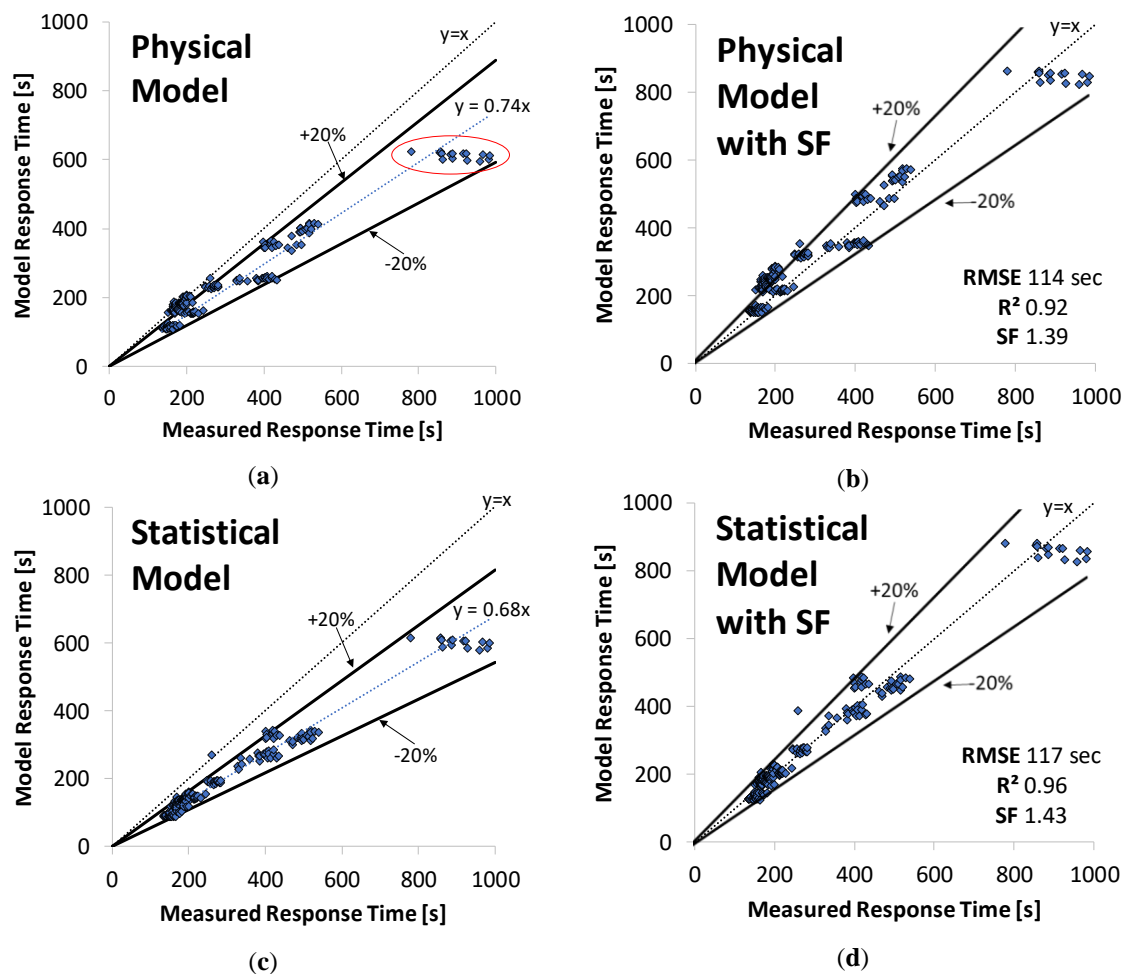 Physical
Model
y=x
y = 0.74x
+20%
-20%
1000
800
600
400
200
0
0 200 400 600 800 1000
Model Response Time [s]
Measured Response Time [s]
(a)
Physical
Model
with SF
y=x
+20%
-20%
RMSE 114 sec
R² 0.92
SF 1.39
1000
800
600
400
200
0
0 200 400 600 800 1000
Model Response Time [s]
Measured Response Time [s]
(b)
Statistical
Model
y=x
y = 0.68x
+20%
-20%
1000
800
600
400
200
0
0 200 400 600 800 1000
Model Response Time [s]
Measured Response Time [s]
(c)
Statistical
Model
with SF
y=x
+20%
-20%
RMSE 117 sec
R² 0.96
SF 1.43
1000
800
600
400
200
0
0 200 400 600 800 1000
Model Response Time [s]
Measured Response Time [s]
(d)